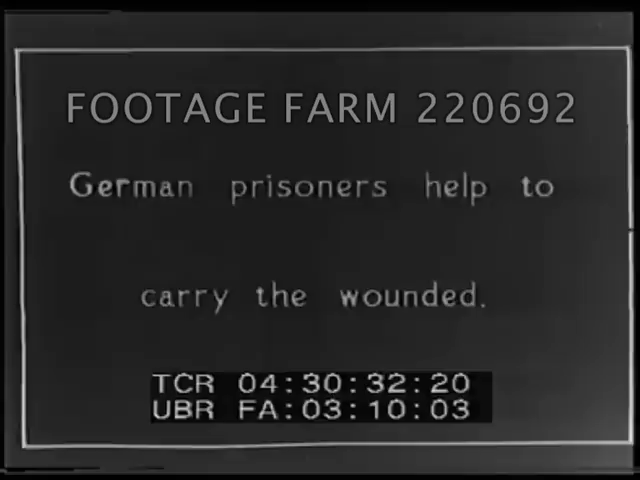 FOOTAGE FARM 220692
German prisoners help to
carry the wounded.
TCR 04:30:32:20
UBR FA:03:10:03